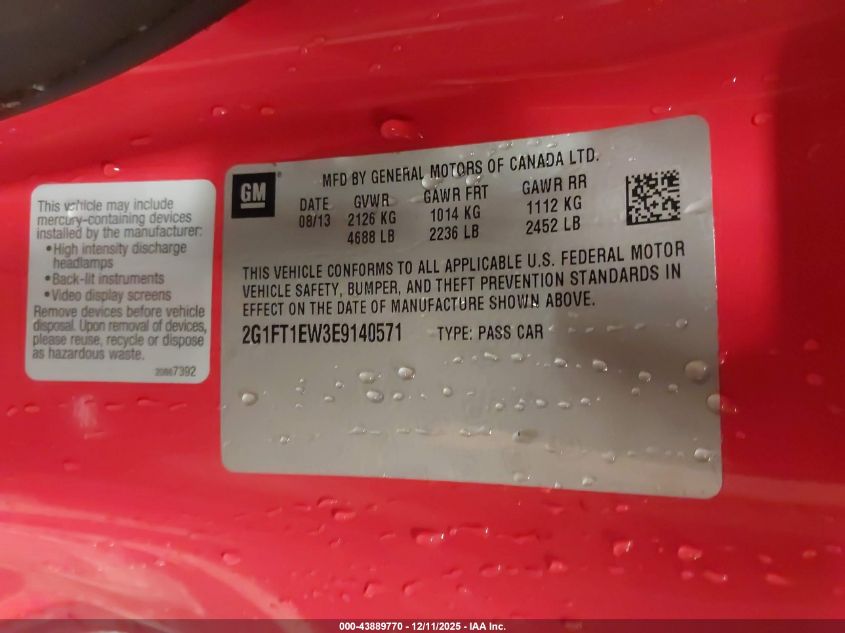 This vehicle may include
mercury-containing devices
installed by the manufacturer:
• High intensity discharge
headlamps
• Back-lit instruments
• Video display screens
Remove devices before vehicle
disposal. Upon removal of devices,
please reuse, recycle or dispose
as hazardous waste.
20867392
GM ®
MFD BY GENERAL MOTORS OF CANADA LTD.
DATE GVWR GAWR FRT GAWR RR
08/13 2126 KG 1014 KG 1112 KG
4688 LB 2236 LB 2452 LB
THIS VEHICLE CONFORMS TO ALL APPLICABLE U.S. FEDERAL MOTOR
VEHICLE SAFETY, BUMPER, AND THEFT PREVENTION STANDARDS IN
EFFECT ON THE DATE OF MANUFACTURE SHOWN ABOVE.
2G1FT1EW3E9140571 TYPE: PASS CAR
000-43889770 - 12/11/2025 - IAA Inc.